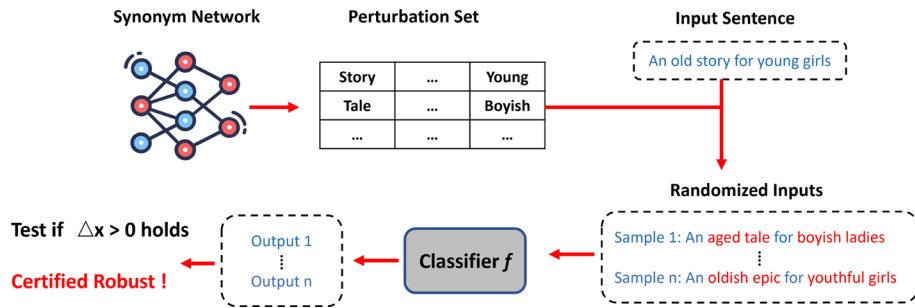 Synonym Network
Perturbation Set
Input Sentence
An old story for young girls
Story ... Young
Tale ... Boyish
... ... ...
Randomized Inputs
Sample 1: An aged tale for boyish ladies
Sample n: An oldish epic for youthful girls
Classifier f
Output 1
Output n
Test if △x > 0 holds
Certified Robust !